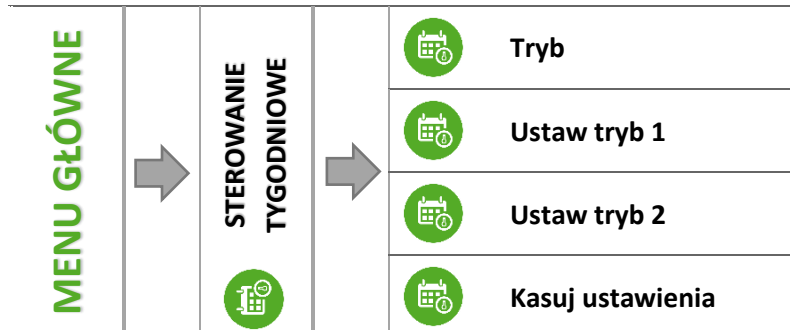 MENU GŁÓWNE
STEROWANIE
TYGODNIOWE
Tryb
Ustaw tryb 1
Ustaw tryb 2
Kasuj ustawienia